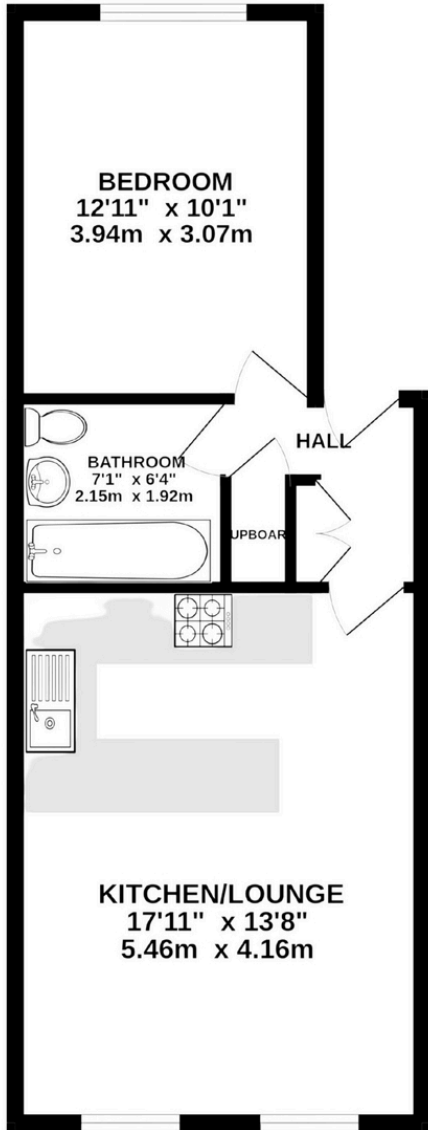 BEDROOM
12'11" x 10'1"
3.94m x 3.07m
HALL
BATHROOM
7'1" x 6'4"
2.15m x 1.92m
UPBOAR
KITCHEN/LOUNGE
17'11" x 13'8"
5.46m x 4.16m